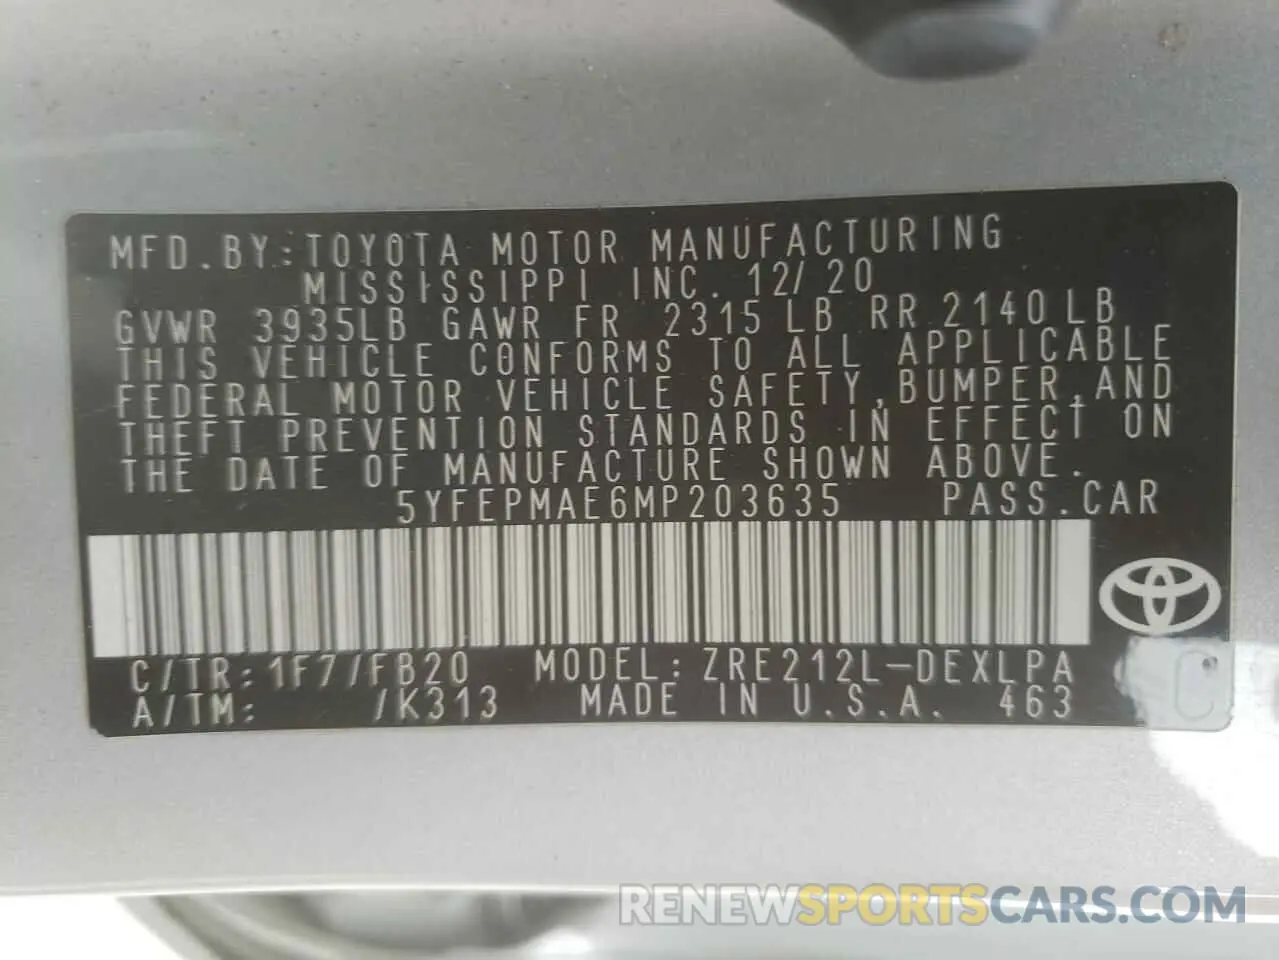 MFD.BY:TOYOTA MOTOR MANUFACTURING
MISSISSIPPI INC. 12/20
GVWR 3935LB GAWR FR 2315LB RR 2140LB
THIS VEHICLE CONFORMS TO ALL APPLICABLE
FEDERAL MOTOR VEHICLE SAFETY,BUMPER,AND
THEFT PREVENTION STANDARDS IN EFFECT ON
THE DATE OF MANUFACTURE SHOWN ABOVE.
5YFEPMAE6MP203635 PASS.CAR
C/TR:1F7/FB20 MODEL:ZRE212L-DEXLPA
A/TM: /K313 MADE IN U.S.A. 463
C
RENEWSPORTSCARS.COM